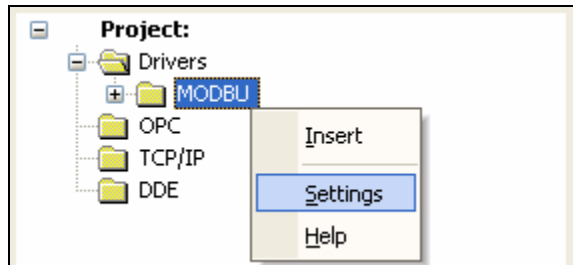 Project:
Drivers
MODBU
OPC
TCP/IP
DDE
Insert
Settings
Help